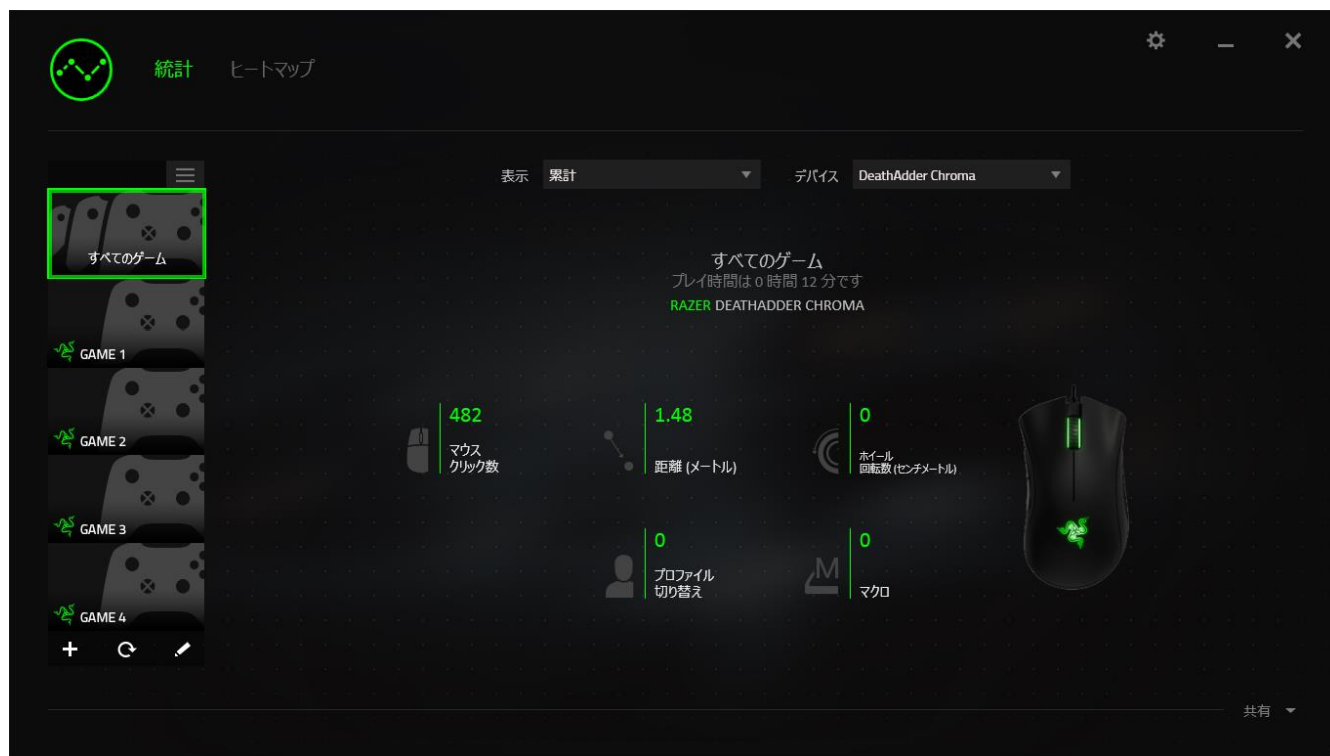 統計 ヒートマップ
表示 累計 デバイス DeathAdder Chroma
すべてのゲーム
GAME 1
GAME 2
GAME 3
GAME 4
すべてのゲーム
プレイ時間は 0 時間 12 分です
RAZER DEATHADDER CHROMA
482
マウス
クリック数
1.48
距離 (メートル)
0
ホイール
回転数 (センチメートル)
0
プロファイル
切り替え
M
0
マクロ
共有